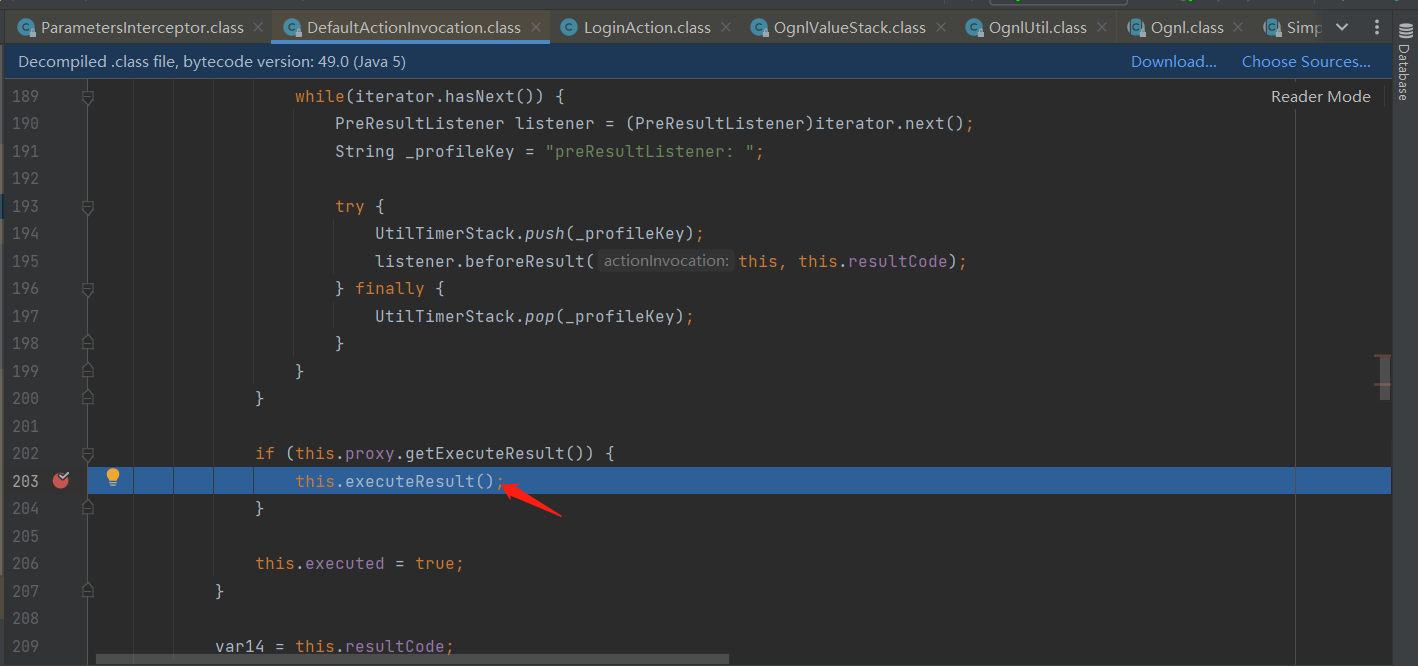 ParametersInterceptor.class DefaultActionInvocation.class LoginAction.class OgnlValueStack.class OgnlUtil.class Ognl.class Simp
Decompiled .class file, bytecode version: 49.0 (Java 5) Download... Choose Sources...
Database
Reader Mode
189 while(iterator.hasNext()) {
190 PreResultListener listener = (PreResultListener)iterator.next();
191 String _profileKey = "preResultListener: ";
192
193 try {
194 UtilTimerStack.push(_profileKey);
195 listener.beforeResult( actionInvocation: this, this.resultCode);
196 } finally {
197 UtilTimerStack.pop(_profileKey);
198 }
199 }
200 }
201
202 if (this.proxy.getExecuteResult()) {
203 this.executeResult();
204 }
205
206 this.executed = true;
207 }
208
209 var14 = this.resultCode;